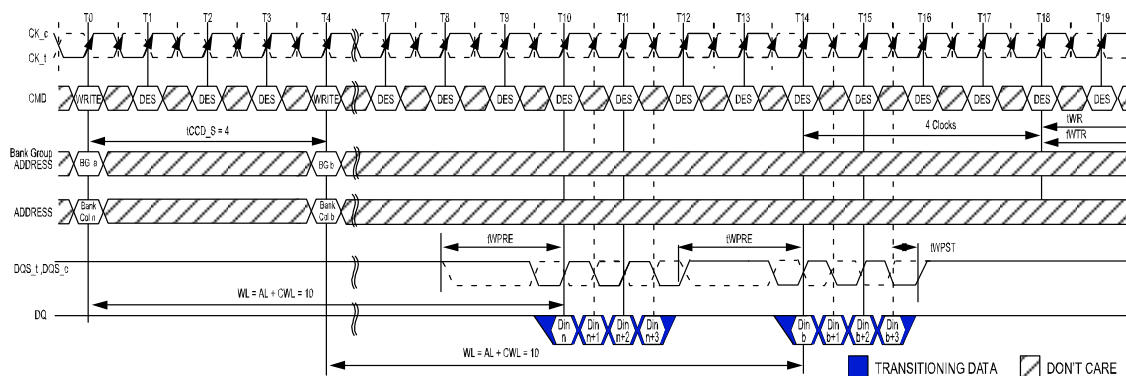 T0 T1 T2 T3 T4 T7 T8 T9 T10 T11 T12 T13 T14 T15 T16 T17 T18 T19
CK_c
CK_t
CMD WRITE DES DES DES WRITE DES DES DES DES DES DES DES DES DES DES DES DES DES
tCCD_S = 4 4 Clocks tWR
tWTR
Bank Group
ADDRESS BG a BG b
ADDRESS Bank
Col n Bank
Col b
tWPRE tWPRE tWPST
DQS_t ,DQS_c
WL = AL + CWL = 10
DQ Din
n Din
n+1 Din
n+2 Din
n+3 Din
b Din
b+1 Din
b+2 Din
b+3
WL = AL + CWL = 10
TRANSITIONING DATA DON'T CARE